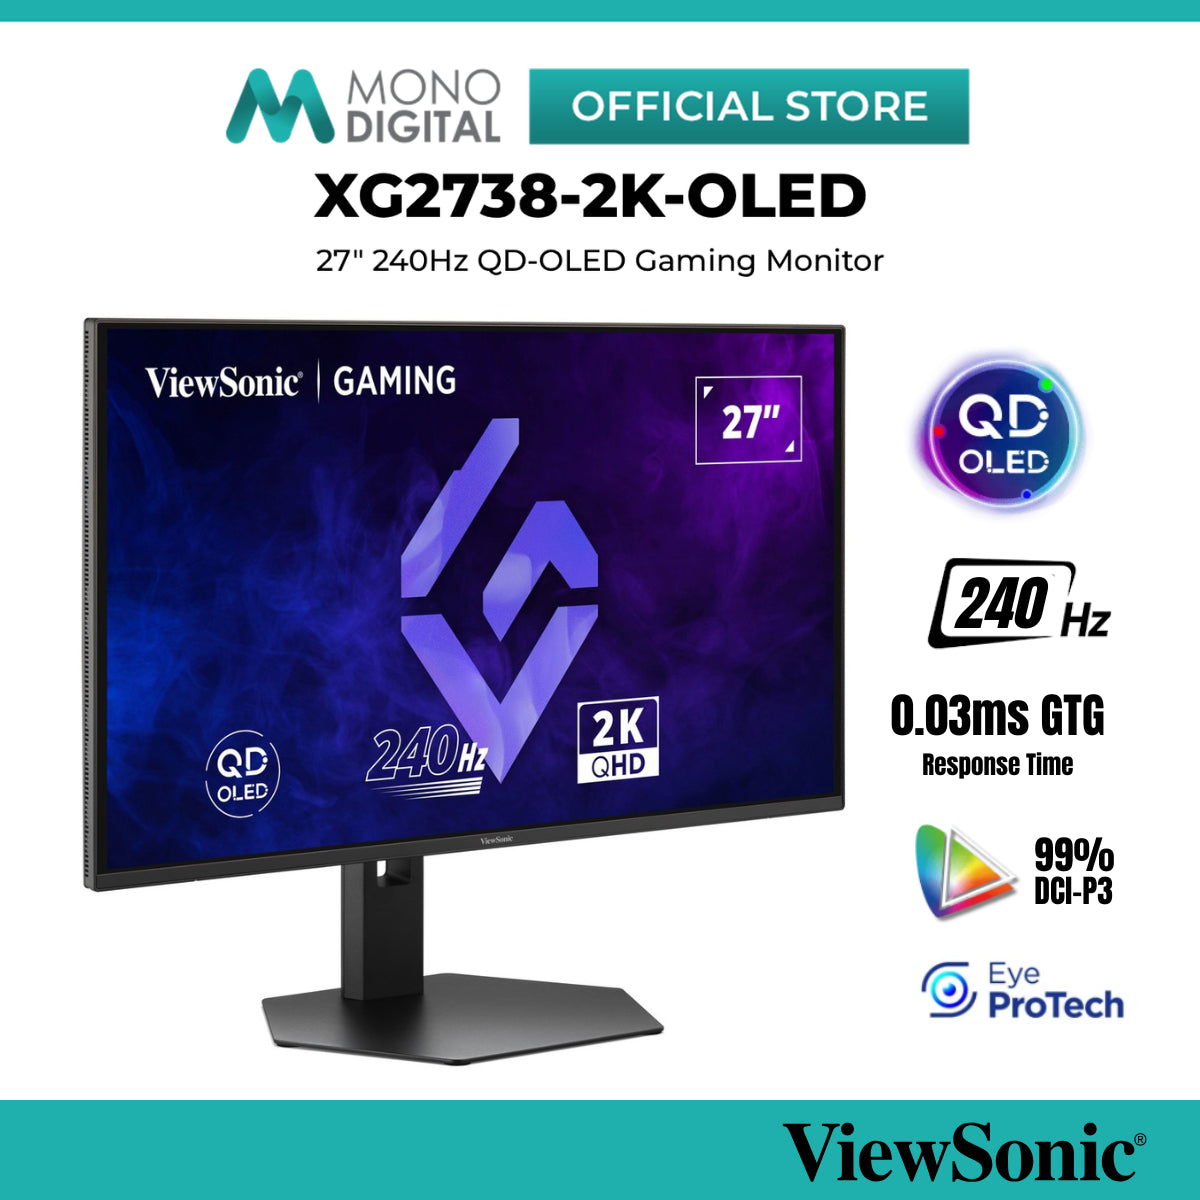 MONO
DIGITAL
OFFICIAL STORE
XG2738-2K-OLED
27" 240Hz QD-OLED Gaming Monitor
ViewSonic® | GAMING
27"
QD
OLED
240Hz
2K
QHD
ViewSonic
QD
OLED
240 Hz
0.03ms GTG
Response Time
99%
DCI-P3
Eye
ProTech
ViewSonic®